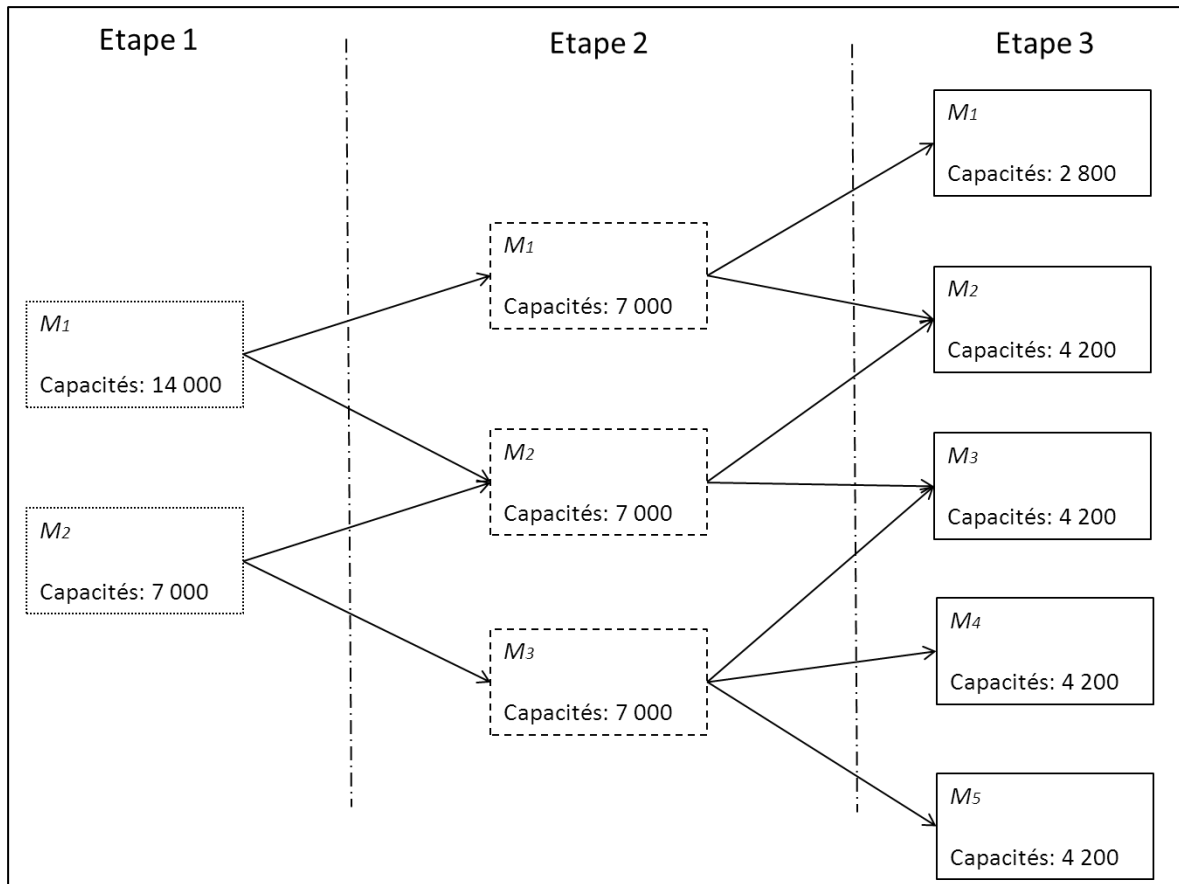 Etape 1
Etape 2
Etape 3
M1
Capacités: 14 000
M2
Capacités: 7 000
M1
Capacités: 7 000
M2
Capacités: 7 000
M3
Capacités: 7 000
M1
Capacités: 2 800
M2
Capacités: 4 200
M3
Capacités: 4 200
M4
Capacités: 4 200
M5
Capacités: 4 200